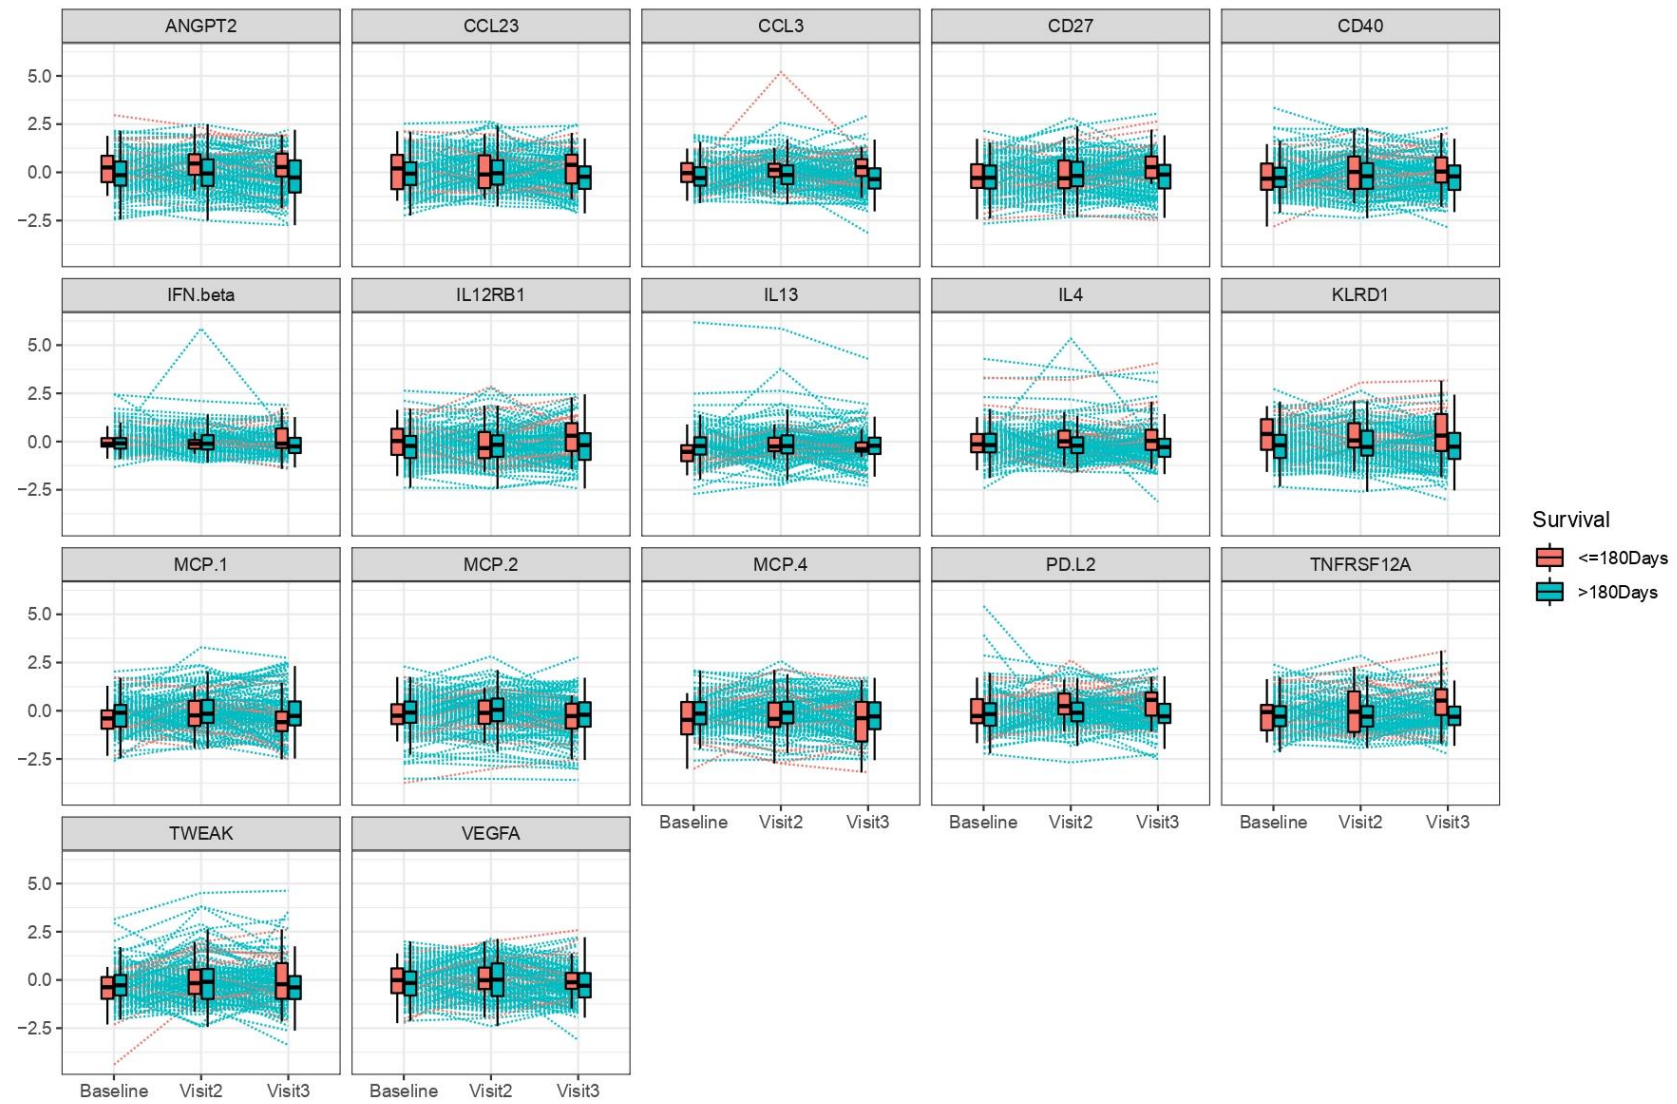 ANGPT2 CCL23 CCL3 CD27 CD40
5.0
2.5
0.0
−2.5
IFN.beta IL12RB1 IL13 IL4 KLRD1
5.0
2.5
0.0
−2.5
Survival
<=180Days
>180Days
MCP.1 MCP.2 MCP.4 PD.L2 TNFRSF12A
5.0
2.5
0.0
−2.5
Baseline Visit2 Visit3 Baseline Visit2 Visit3 Baseline Visit2 Visit3
TWEAK VEGFA
5.0
2.5
0.0
−2.5
Baseline Visit2 Visit3 Baseline Visit2 Visit3